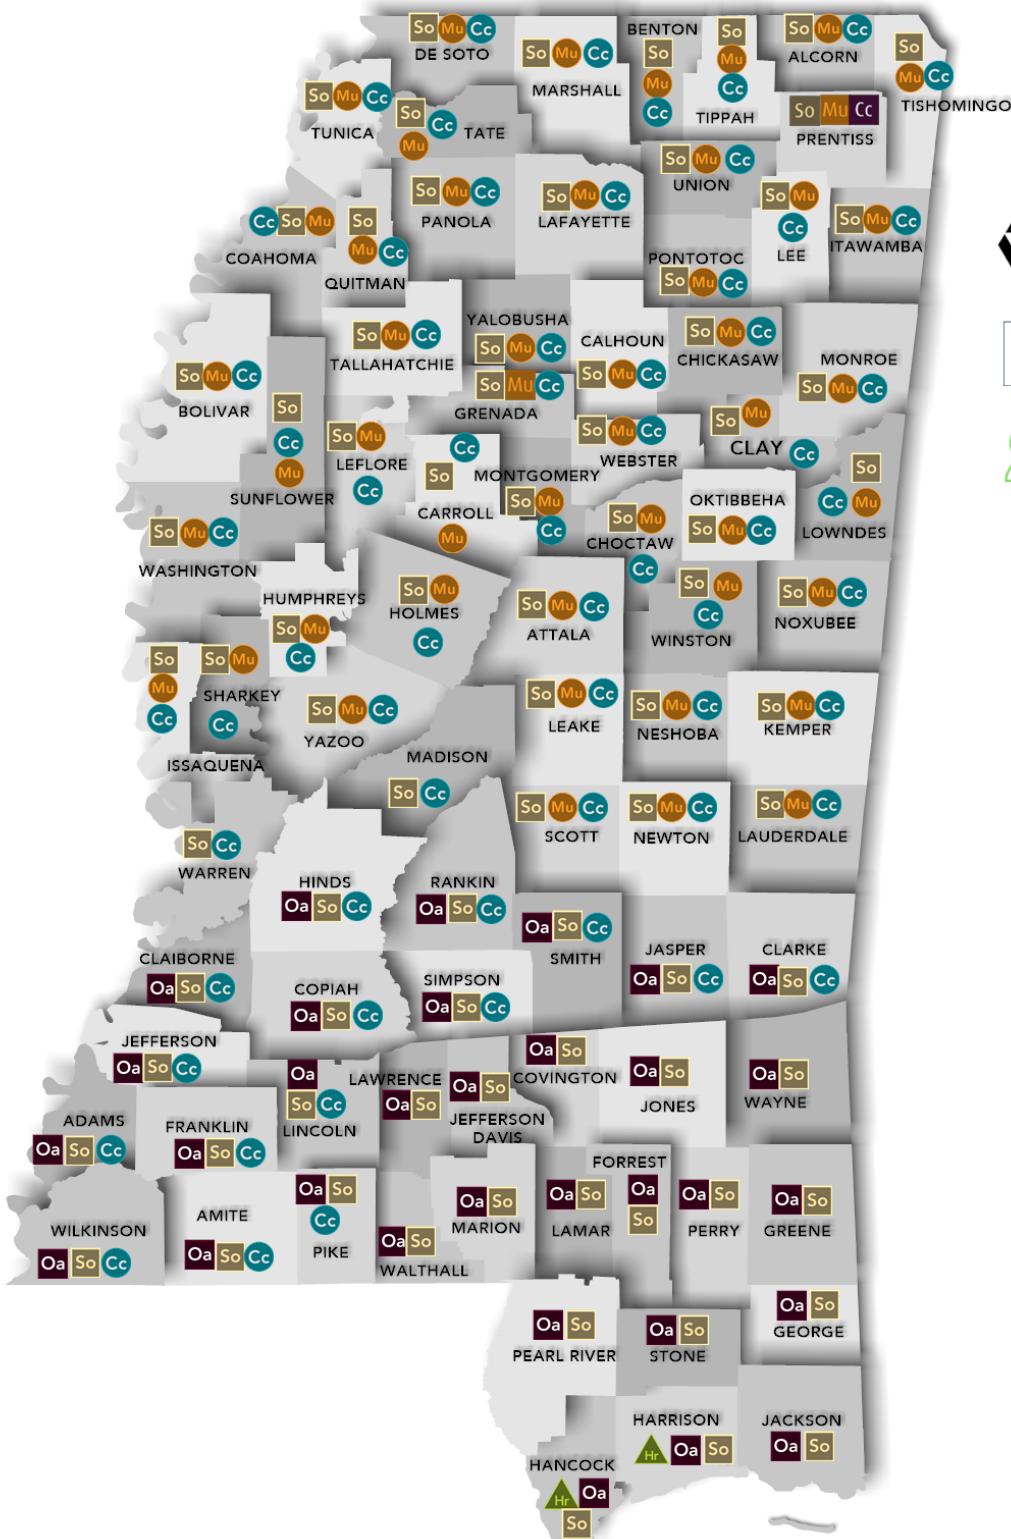 So Mu Cc
DE SOTO
So Mu Cc
MARSHALL
BENTON
So
Mu
Cc
So
Mu
Cc
TIPPAH
So Mu Cc
ALCORN
So
Mu Cc
TISHOMINGO
So Mu Cc
TUNICA
So
Cc
Mu
TATE
So Mu Cc
PRENTISS
So Mu Cc
UNION
So Mu Cc
PANOLA
So Mu Cc
LAFAYETTE
So Mu
Cc
LEE
So Mu Cc
ITAWAMBA
Cc So Mu
COAHOMA
So
Mu Cc
QUITMAN
PONTOTOC
So Mu Cc
So Mu Cc
TALLAHATCHIE
YALOBUSHA
So Mu Cc
CALHOUN
So Mu Cc
So Mu Cc
CHICKASAW
MONROE
So Mu Cc
So Mu Cc
BOLIVAR
So
Cc
Mu
SUNFLOWER
So Mu Cc
GRENADA
So Mu
LEFLORE
Cc
Cc
So
CARROLL
Mu
MONTGOMERY
So Mu
Cc
So Mu Cc
WEBSTER
So Mu
CLAY Cc
So
Cc Mu
LOWNDES
OKTIBBEHA
So Mu Cc
So Mu
CHOCTAW
Cc
So Mu Cc
WASHINGTON
HUMPHREYS
So Mu
Cc
So Mu
HOLMES
Cc
So Mu Cc
ATTALA
So Mu
Cc
WINSTON
So Mu Cc
NOXUBEE
So
Mu
Cc
ISSAQUENA
So Mu
SHARKEY
Cc
So Mu Cc
YAZOO
MADISON
So Cc
So Mu Cc
LEAKE
So Mu Cc
NESHOBA
So Mu Cc
KEMPER
So Mu Cc
SCOTT
So Mu Cc
NEWTON
So Mu Cc
LAUDERDALE
So Cc
WARREN
HINDS
Oa So Cc
RANKIN
Oa So Cc
Oa So Cc
SMITH
JASPER
Oa So Cc
CLARKE
Oa So Cc
CLAIBORNE
Oa So Cc
COPIAH
Oa So Cc
SIMPSON
Oa So Cc
JEFFERSON
Oa So Cc
Oa
So Cc
LINCOLN
LAWRENCE
Oa So
Oa So
JEFFERSON
DAVIS
Oa So
COVINGTON
Oa So
JONES
Oa So
WAYNE
ADAMS
Oa So Cc
FRANKLIN
Oa So Cc
WILKINSON
Oa So Cc
AMITE
Oa So Cc
Oa So
Cc
PIKE
Oa So
WALTHALL
Oa So
MARION
Oa So
LAMAR
FORREST
Oa
So
Oa So
PERRY
Oa So
GREENE
Oa So
PEARL RIVER
Oa So
STONE
Oa So
GEORGE
HARRISON
Hr Oa So
JACKSON
Oa So
HANCOCK
Hr Oa
So